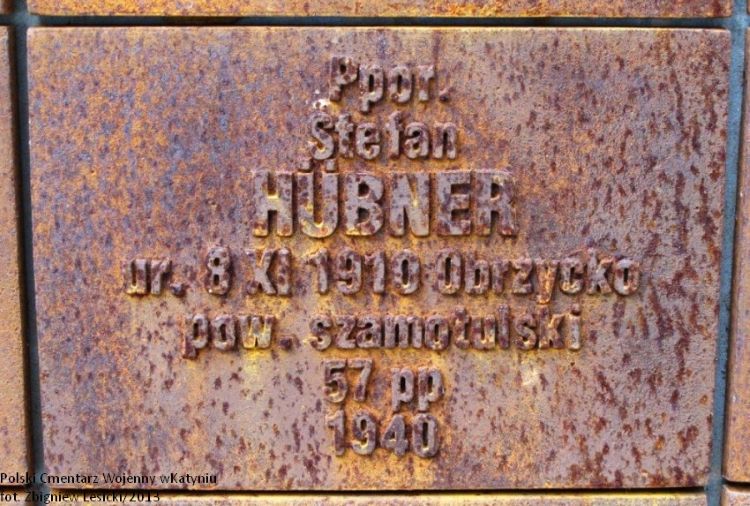 Ppor.
Stefan
HÜBNER
ur. 8 XI 1910 Obrzycko
pow. szamotulski
57 pp
1940
Polski Cmentarz Wojenny wKatyniu
fot. Zbigniew Lesicki/2013